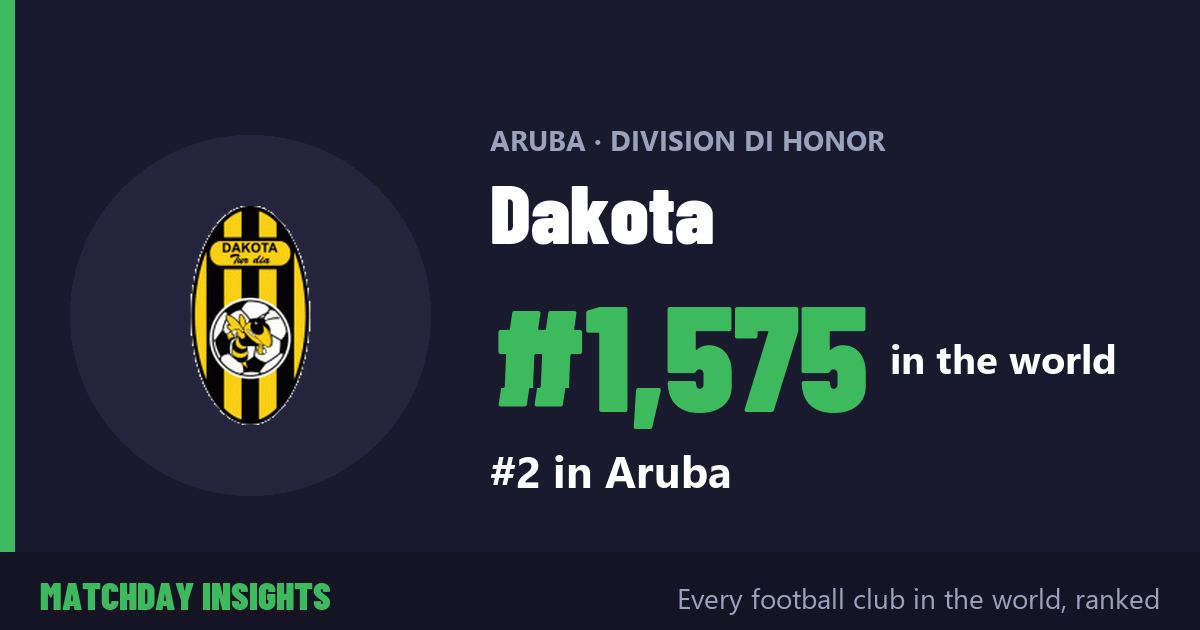 ARUBA · DIVISION DI HONOR
Dakota
DAKOTA
Tur dia
#1,575 in the world
#2 in Aruba
MATCHDAY INSIGHTS
Every football club in the world, ranked